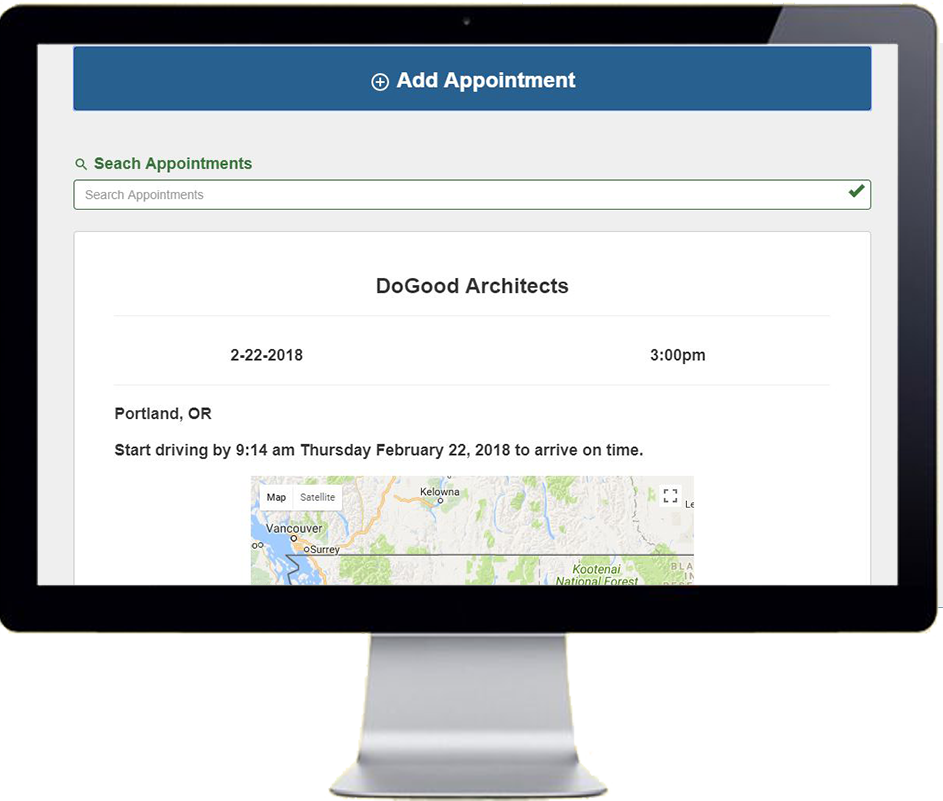 Add Appointment
Seach Appointments
Search Appointments
DoGood Architects
2-22-2018 3:00pm
Portland, OR
Start driving by 9:14 am Thursday February 22, 2018 to arrive on time.
Map Satellite
Kelowna
Vancouver
Surrey
Kootenai
National Forest